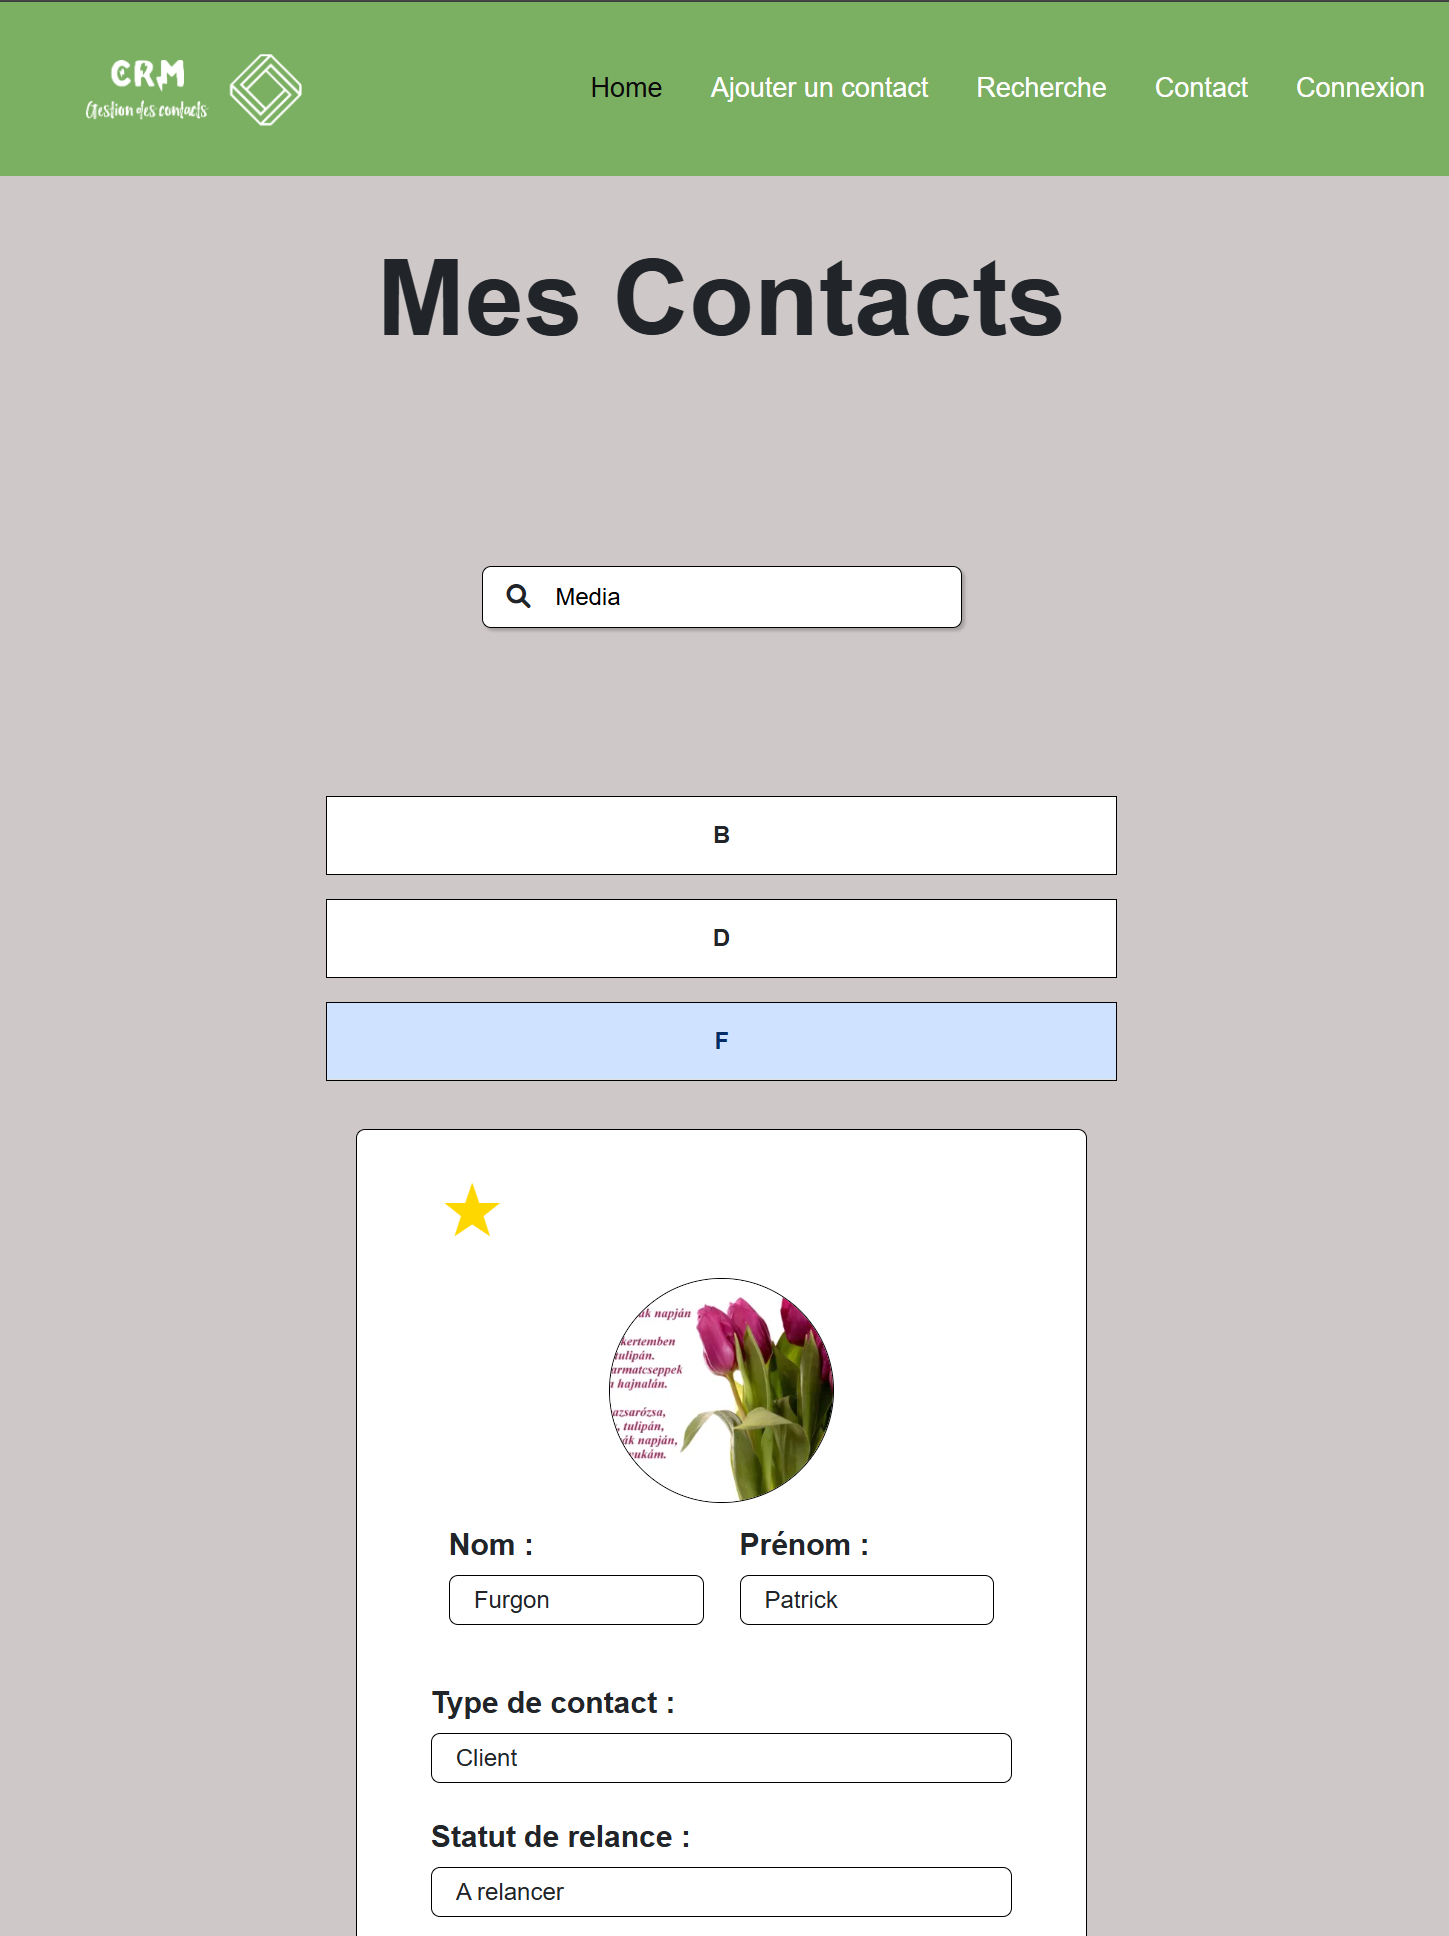 CRM
Gestion des contacts
Home Ajouter un contact Recherche Contact Connexion
Mes Contacts
Media
B
D
F
ák napján
kertemben
tulipán.
armatcseppek
hajnalán.
azsarózsa,
, tulipán,
ák napján,
yukám.
Nom : Prénom :
Furgon Patrick
Type de contact :
Client
Statut de relance :
A relancer